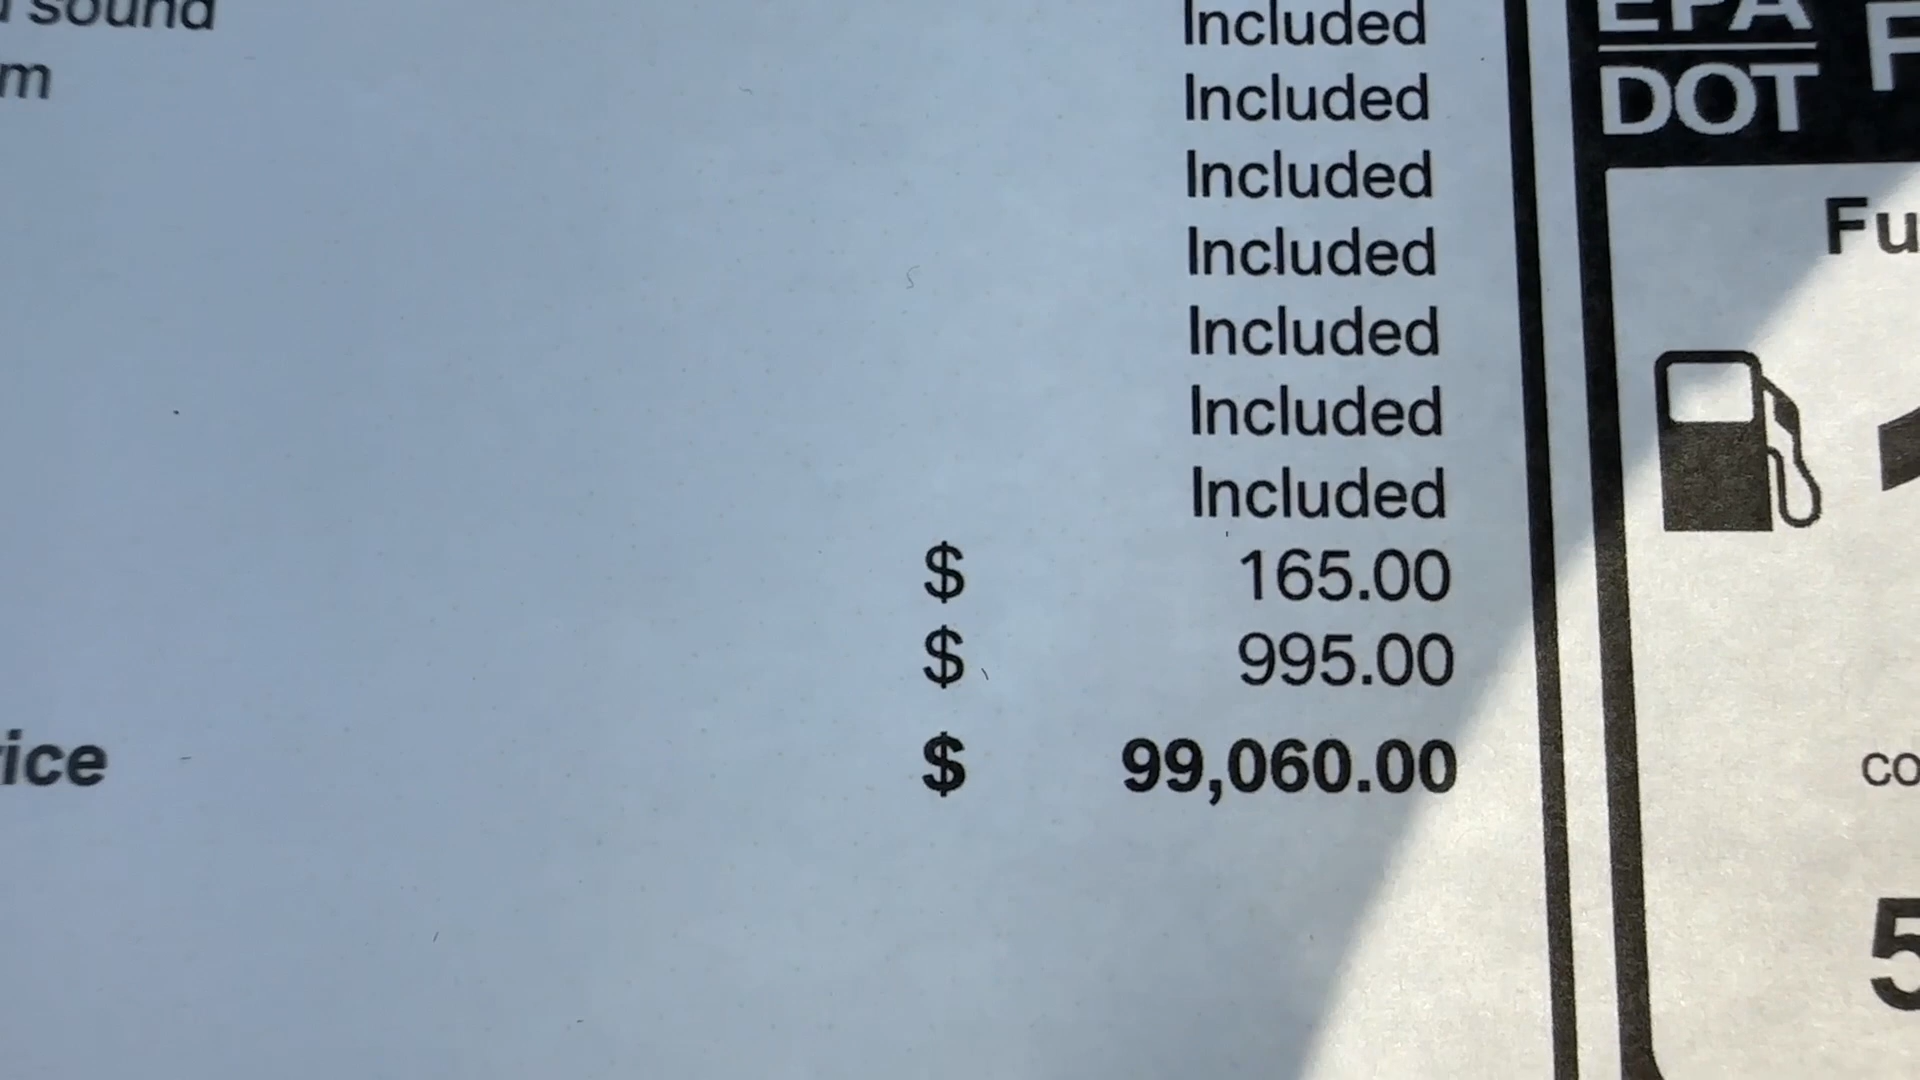 sound
Included
m
Included
Included
Included
Included
Included
Included
$ 165.00
$ 995.00
$ 99,060.00
EPA
DOT
Fu
co
5